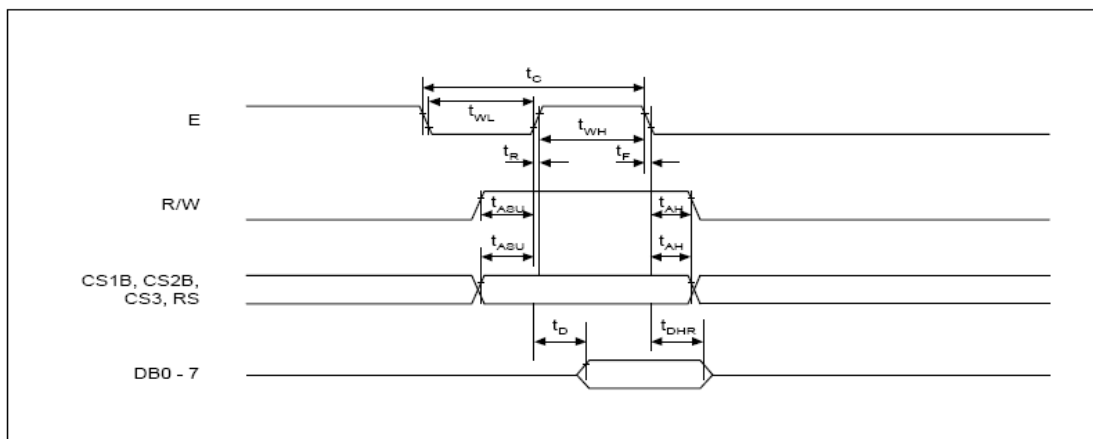 tC
tWL
E
tWH
tR
tF
R/W
tASU
tAH
tASU
tAH
CS1B, CS2B,
CS3, RS
tD
tDHR
DB0 - 7